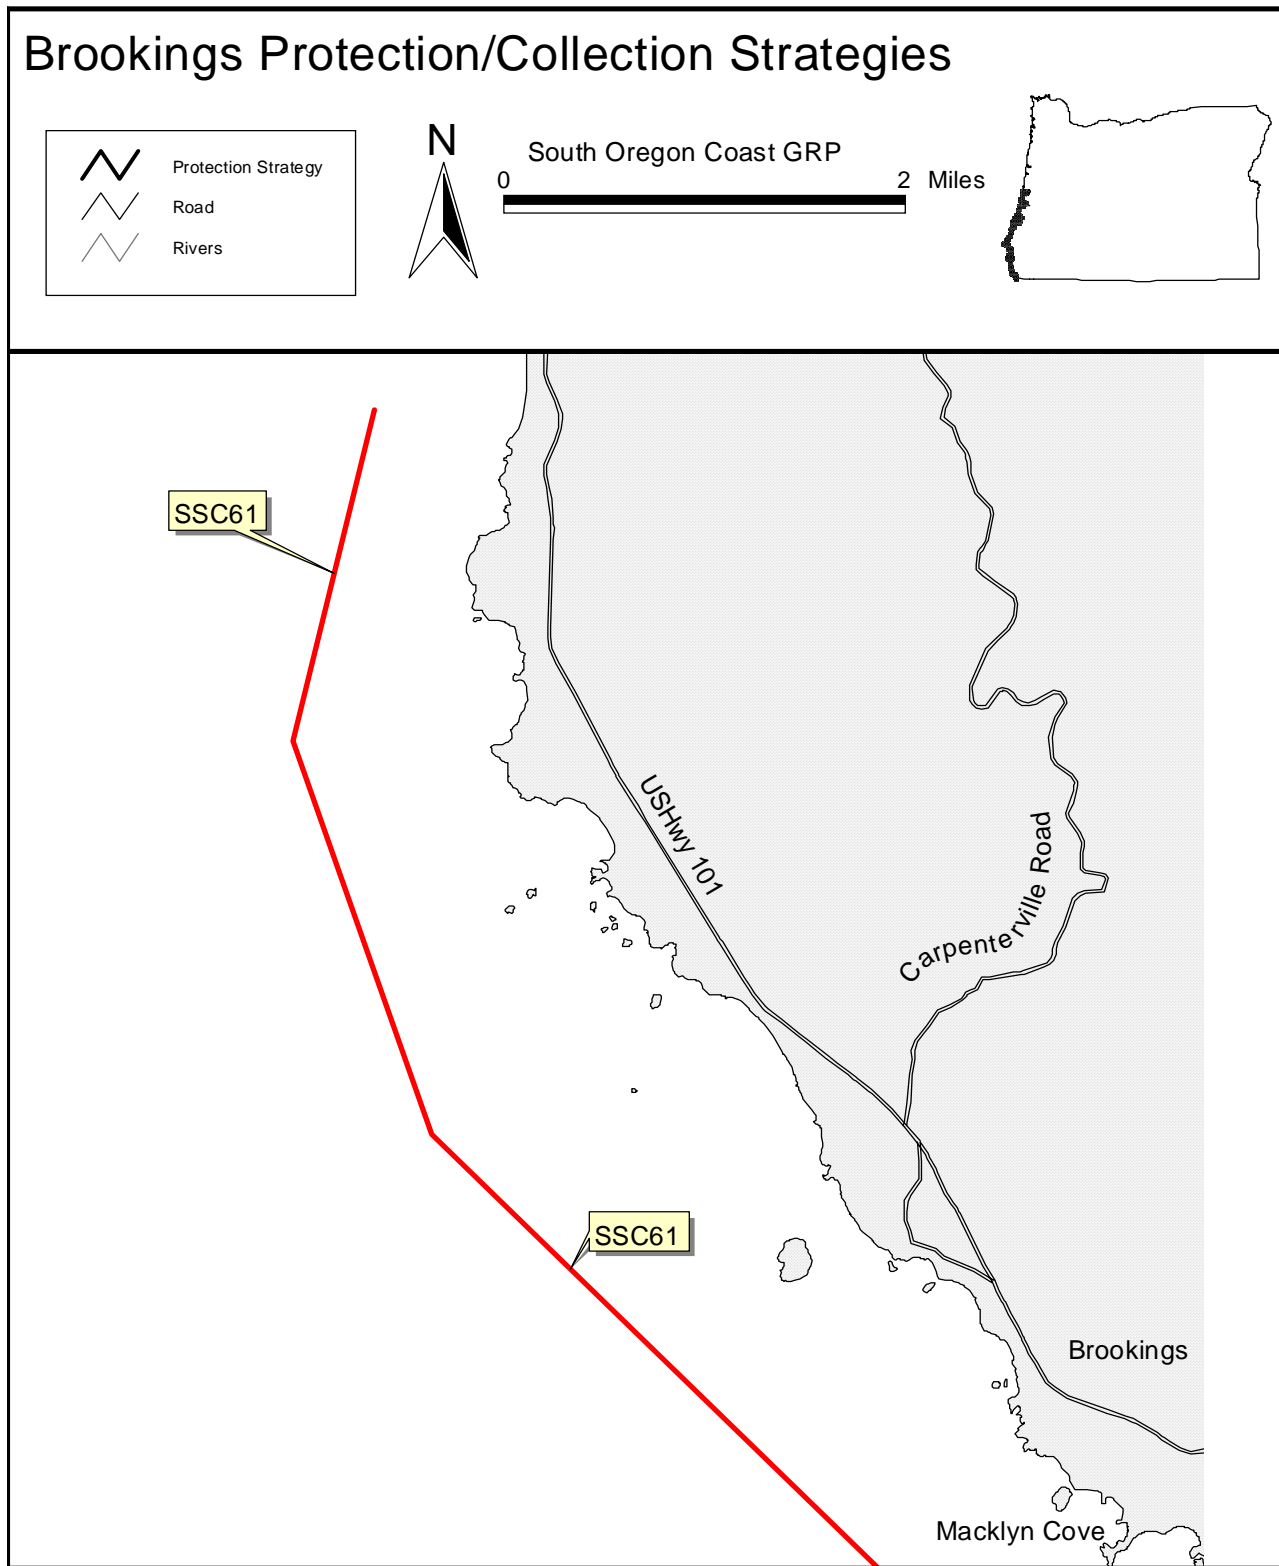 Brookings Protection/Collection Strategies
Protection Strategy
Road
Rivers
N
South Oregon Coast GRP
0 2 Miles
SSC61
USHwy 101
Carpenterville Road
SSC61
Brookings
Macklyn Cove